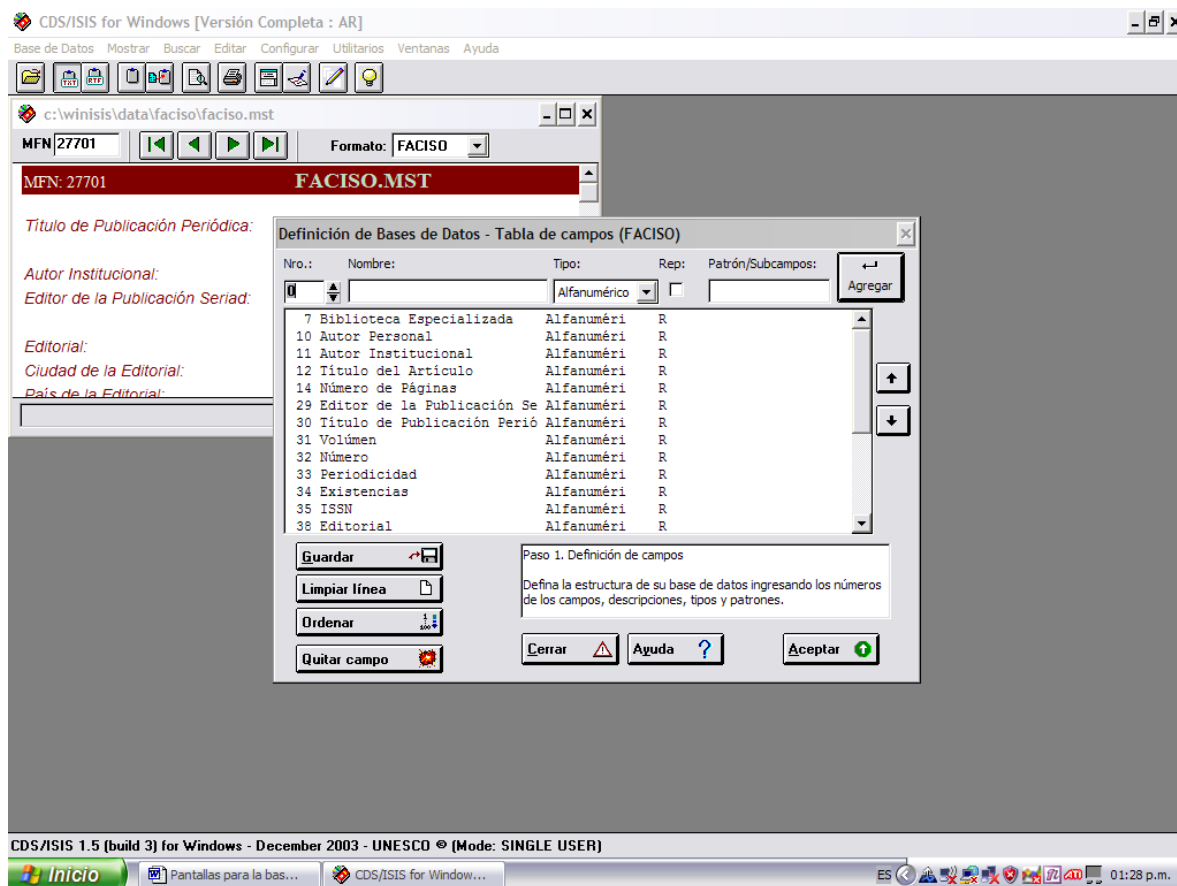 CDS/ISIS for Windows [Versión Completa : AR]
Base de Datos Mostrar Buscar Editar Configurar Utilitarios Ventanas Ayuda
TXT RTF
c:\winisis\data\faciso\faciso.mst
MFN 27701 Formato: FACISO
MFN: 27701 FACISO.MST
Título de Publicación Periódica:
Autor Institucional:
Editor de la Publicación Seriad:
Editorial:
Ciudad de la Editorial:
País de la Editorial:
Definición de Bases de Datos - Tabla de campos (FACISO)
Nro.: Nombre: Tipo: Rep: Patrón/Subcampos:
0 Alfanumérico Agregar
7 Biblioteca Especializada Alfanuméri R
10 Autor Personal Alfanuméri R
11 Autor Institucional Alfanuméri R
12 Título del Artículo Alfanuméri R
14 Número de Páginas Alfanuméri R
29 Editor de la Publicación Se Alfanuméri R
30 Título de Publicación Perió Alfanuméri R
31 Volúmen Alfanuméri R
32 Número Alfanuméri R
33 Periodicidad Alfanuméri R
34 Existencias Alfanuméri R
35 ISSN Alfanuméri R
38 Editorial Alfanuméri R
Guardar
Limpiar línea
Ordenar
Quitar campo
Paso 1. Definición de campos
Defina la estructura de su base de datos ingresando los números
de los campos, descripciones, tipos y patrones.
Cerrar Ayuda Aceptar
CDS/ISIS 1.5 (build 3) for Windows - December 2003 - UNESCO © (Mode: SINGLE USER)
Inicio Pantallas para la bas... CDS/ISIS for Window... ES 01:28 p.m.